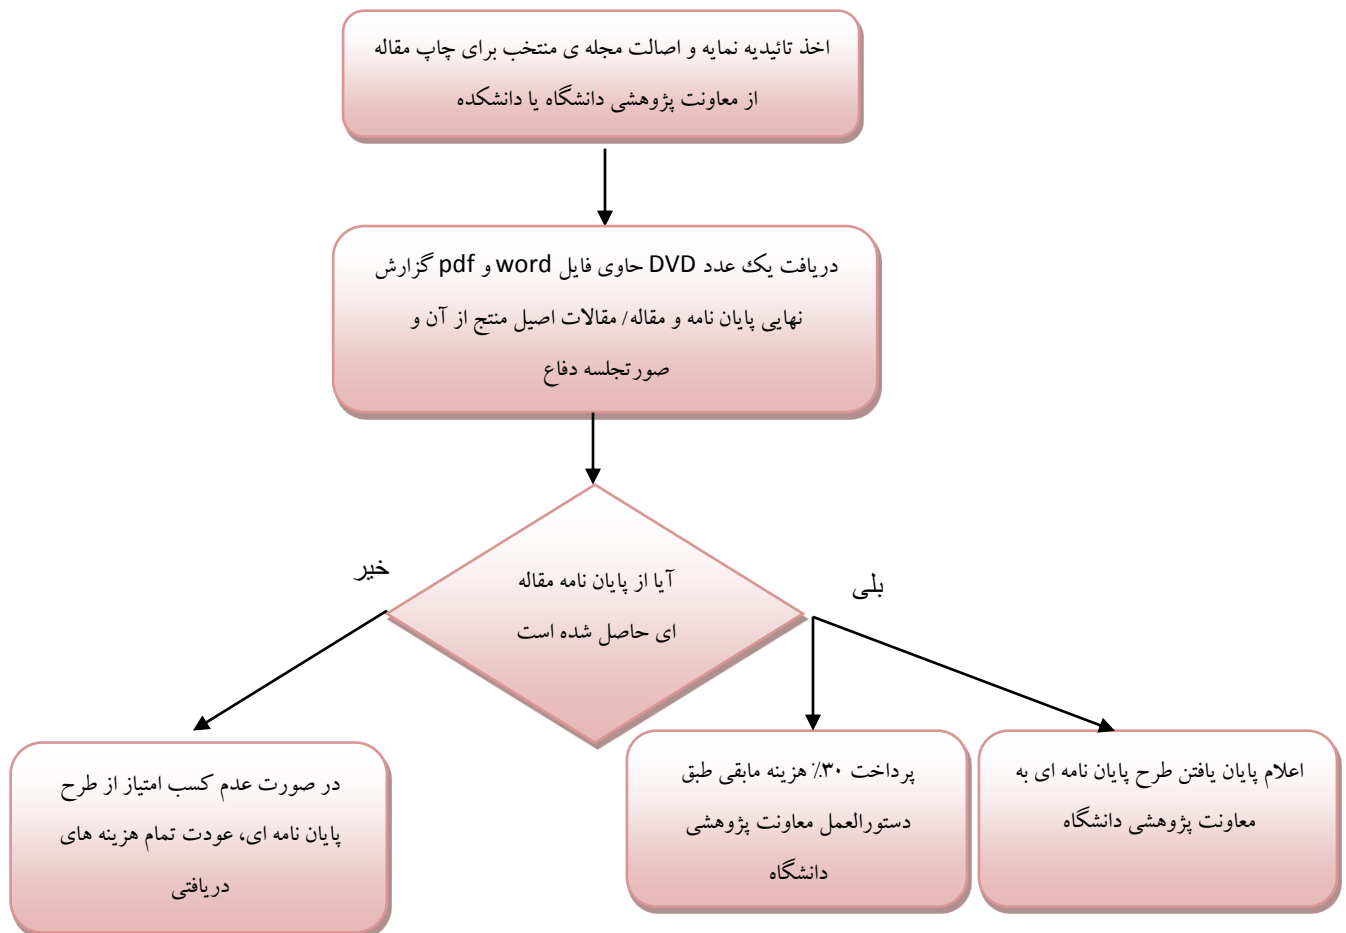 اخذ تائیدیه نمایه و اصالت مجله ی منتخب برای چاپ مقاله
از معاونت پژوهشی دانشگاه یا دانشکده
دریافت یک عدد DVD حاوی فایل word و pdf گزارش
نهایی پایان نامه و مقاله/ مقالات اصیل منتج از آن و
صورتجلسه دفاع
آیا از پایان نامه مقاله
ای حاصل شده است
بلی
خیر
اعلام پایان یافتن طرح پایان نامه ای به
معاونت پژوهشی دانشگاه
پرداخت ۳۰٪ هزینه مابقی طبق
دستورالعمل معاونت پژوهشی
دانشگاه
در صورت عدم کسب امتیاز از طرح
پایان نامه ای، عودت تمام هزینه های
دریافتی